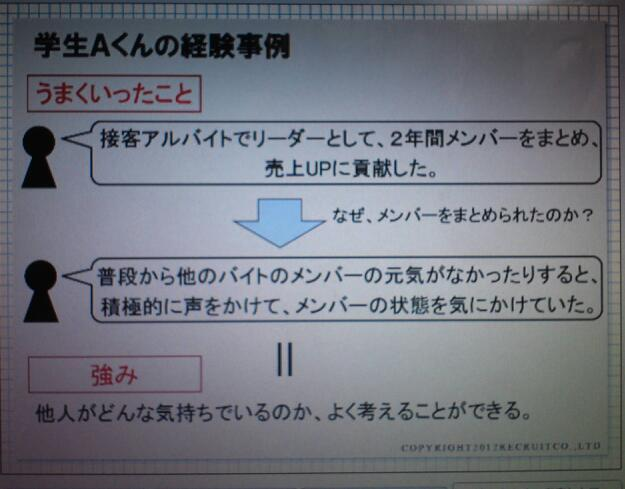 学生Aくんの経験事例
うまくいったこと
接客アルバイトでリーダーとして、2年間メンバーをまとめ、
売上UPに貢献した。
なぜ、メンバーをまとめられたのか？
普段から他のバイトのメンバーの元気がなかったりすると、
積極的に声をかけて、メンバーの状態を気にかけていた。
強み
他人がどんな気持ちでいるのか、よく考えることができる。
COPYRIGHT2012RECRUITCO.,LTD